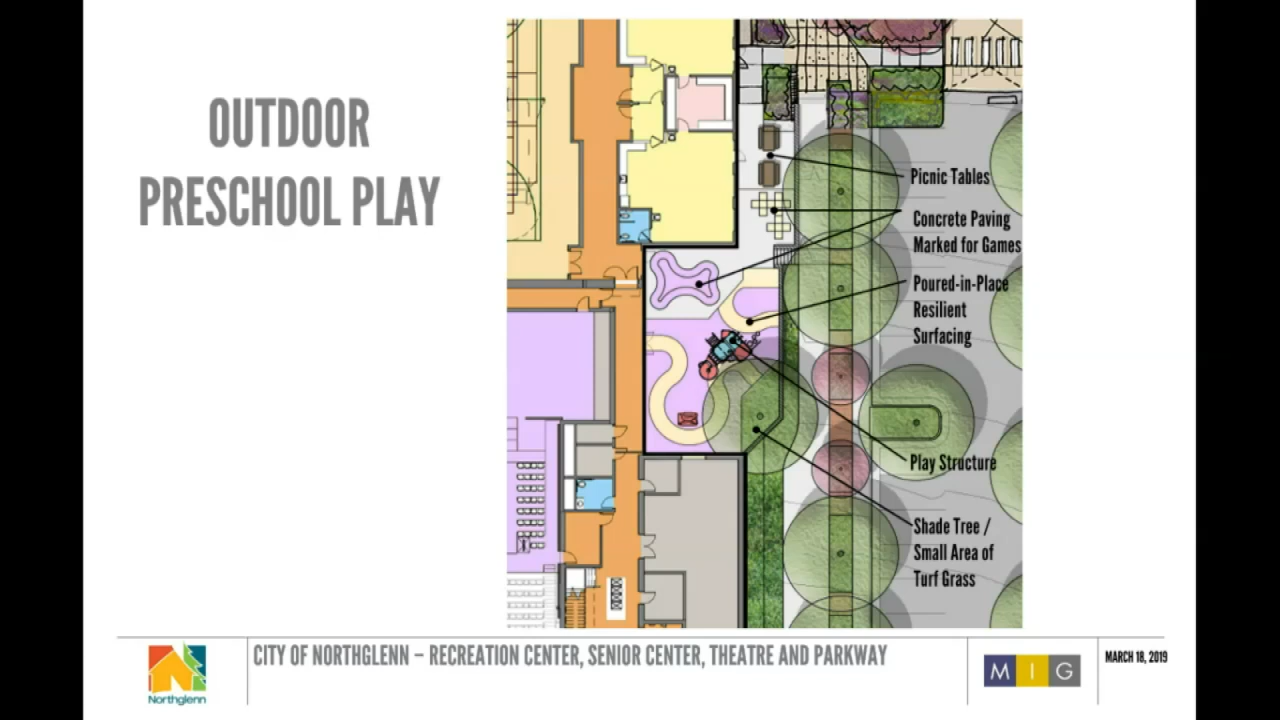 OUTDOOR
PRESCHOOL PLAY
Picnic Tables
Concrete Paving
Marked for Games
Poured-in-Place
Resilient
Surfacing
Play Structure
Shade Tree /
Small Area of
Turf Grass
Northglenn
CITY OF NORTHGLENN – RECREATION CENTER, SENIOR CENTER, THEATRE AND PARKWAY
M I G
MARCH 18, 2019